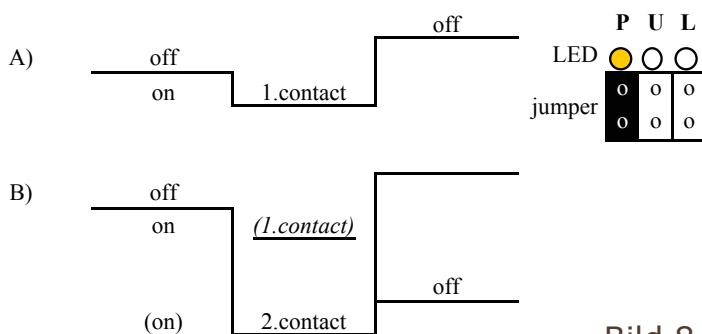 P U L
off
LED
A) off
on 1.contact
o o o
jumper
o o o
B) off
on (1.contact)
off
(on) 2.contact
Bild 8